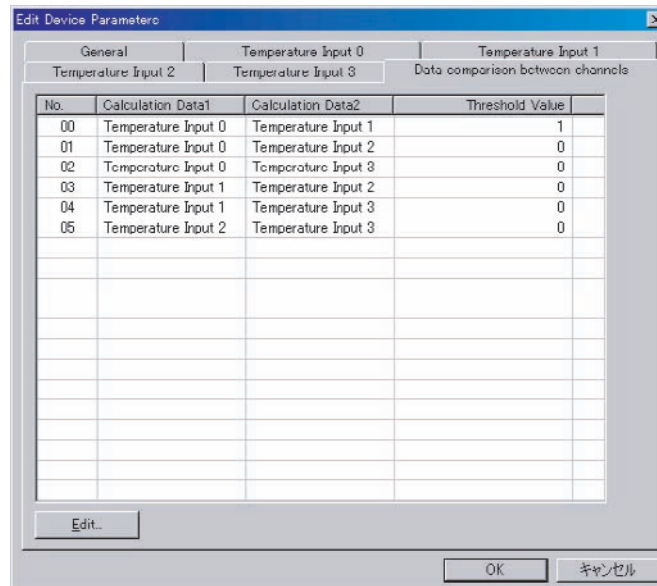 Edit Device Parameters
General Temperature Input 0 Temperature Input 1
Temperature Input 2 Temperature Input 3 Data comparison between channels
No. Calculation Data1 Calculation Data2 Threshold Value
00 Temperature Input 0 Temperature Input 1 1
01 Temperature Input 0 Temperature Input 2 0
02 Temperature Input 0 Temperature Input 3 0
03 Temperature Input 1 Temperature Input 2 0
04 Temperature Input 1 Temperature Input 3 0
05 Temperature Input 2 Temperature Input 3 0
Edit...
OK キャンセル